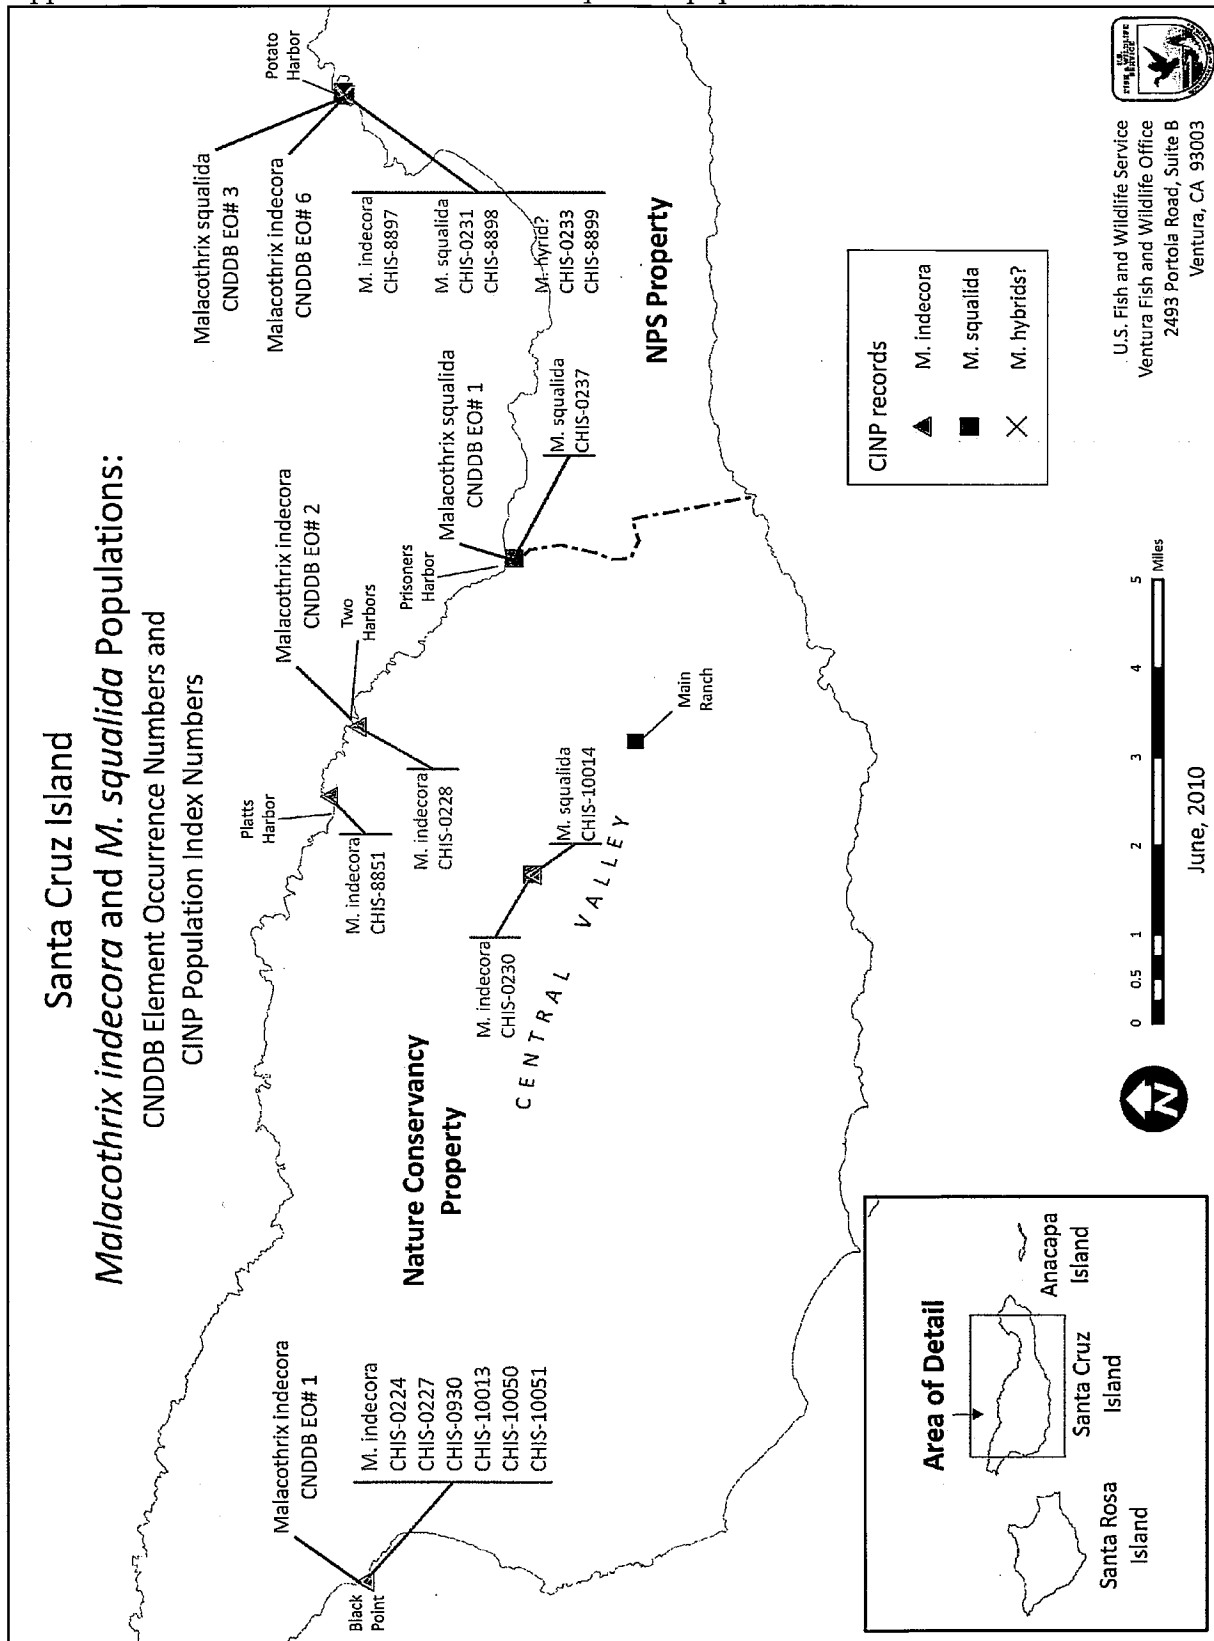 Santa Cruz Island
Malacothrix indecora and M. squalida Populations:
CNDDB Element Occurrence Numbers and
CINP Population Index Numbers
Malacothrix indecora
CNDDB EO# 1
Black
Point
M. indecora
CHIS-0224
CHIS-0227
CHIS-0930
CHIS-10013
CHIS-10050
CHIS-10051
Nature Conservancy
Property
Platts
Harbor
M. indecora
CHIS-8851
Malacothrix indecora
CNDDB EO# 2
Two
Harbors
M. indecora
CHIS-0228
M. indecora
CHIS-0230
M. squalida
CHIS-10014
CENTRAL VALLEY
Main
Ranch
Prisoners
Harbor
Malacothrix squalida
CNDDB EO# 1
M. squalida
CHIS-0237
Malacothrix squalida
CNDDB EO# 3
Malacothrix indecora
CNDDB EO# 6
Potato
Harbor
M. indecora
CHIS-8897
M. squalida
CHIS-0231
CHIS-8898
M. hyrid?
CHIS-0233
CHIS-8899
NPS Property
CINP records
M. indecora
M. squalida
M. hybrids?
Area of Detail
Santa Rosa
Island
Santa Cruz
Island
Anacapa
Island
N
0 0.5 1 2 3 4 5
Miles
June, 2010
U.S.
FISH & WILDLIFE
SERVICE
U.S. Fish and Wildlife Service
Ventura Fish and Wildlife Office
2493 Portola Road, Suite B
Ventura, CA 93003